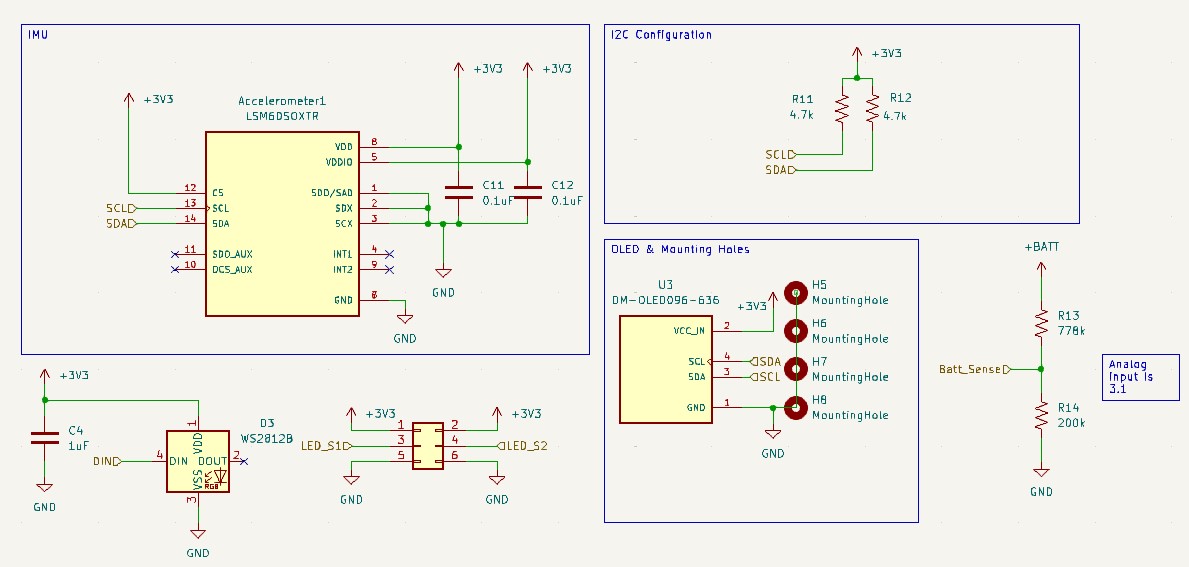 IMU
+3V3
+3V3
+3V3
Accelerometer1
LSM6DSOXTR
12 CS
13 SCL
14 SDA
11 SDO_AUX
10 OCS_AUX
VDD 8
VDDIO 5
SDO/SA0 1
SDX 2
SCX 3
INT1 4
INT2 9
GND
SCL
SDA
C11
0.1uF
C12
0.1uF
GND
GND
I2C Configuration
+3V3
R11
4.7k
R12
4.7k
SCL
SDA
OLED & Mounting Holes
U3
DM-OLED096-636
+3V3
VCC_IN 2
SCL 4 SDA
SDA 3 SCL
GND 1
GND
H5
MountingHole
H6
MountingHole
H7
MountingHole
H8
MountingHole
+BATT
R13
778k
Batt_Sense
R14
200k
GND
Analog
input is
3.1
+3V3
C4
1uF
GND
D3
WS2812B
1
VDD
DIN 4 DIN
DOUT 2
VSS
RGB
3
GND
+3V3
+3V3
1 2
LED_S1 3 4 LED_S2
5 6
GND
GND